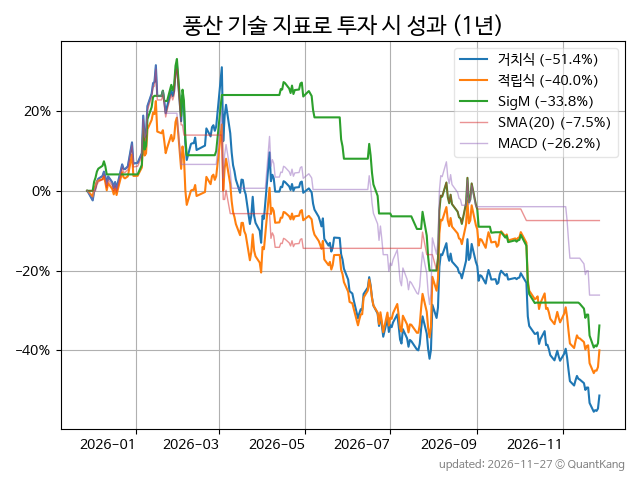 풍산 기술 지표로 투자 시 성과 (1년)
거치식 (−51.4%)
적립식 (−40.0%)
SigM (−33.8%)
SMA(20) (−7.5%)
MACD (−26.2%)
20%
0%
−20%
−40%
2026-01 2026-03 2026-05 2026-07 2026-09 2026-11
updated: 2026-11-27 © QuantKang